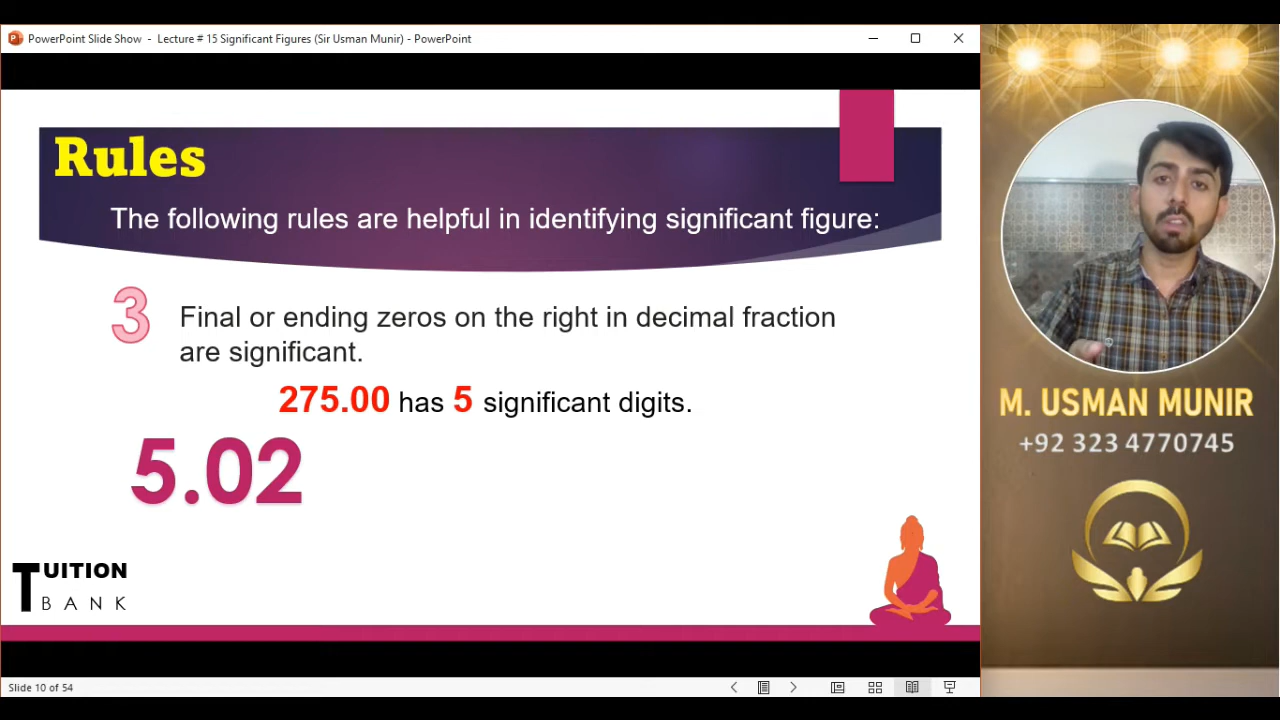 PowerPoint Slide Show - Lecture # 15 Significant Figures (Sir Usman Munir) - PowerPoint
Rules
The following rules are helpful in identifying significant figure:
3 Final or ending zeros on the right in decimal fraction
are significant.
275.00 has 5 significant digits.
5.02
TUITION
BANK
Slide 10 of 54
M. USMAN MUNIR
+92 323 4770745